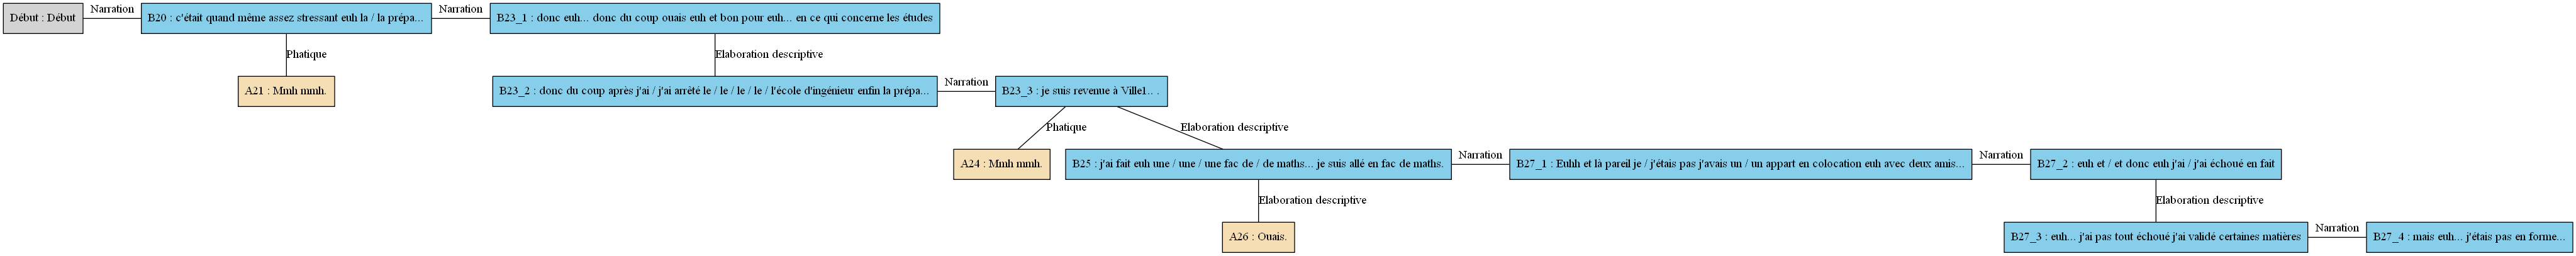 Début : Début
Narration
B20 : c'était quand même assez stressant euh la / la prépa...
Narration
B23_1 : donc euh... donc du coup ouais euh et bon pour euh... en ce qui concerne les études
Phatique
Elaboration descriptive
A21 : Mmh mmh.
B23_2 : donc du coup après j'ai / j'ai arrêté le / le / le / le / l'école d'ingénieur enfin la prépa...
Narration
B23_3 : je suis revenue à Ville1.. .
Phatique
Elaboration descriptive
A24 : Mmh mmh.
B25 : j'ai fait euh une / une / une fac de / de maths... je suis allé en fac de maths.
Narration
B27_1 : Euhh et là pareil je / j'étais pas j'avais un / un appart en colocation euh avec deux amis...
Narration
B27_2 : euh et / et donc euh j'ai / j'ai échoué en fait
Elaboration descriptive
Elaboration descriptive
A26 : Ouais.
B27_3 : euh... j'ai pas tout échoué j'ai validé certaines matières
Narration
B27_4 : mais euh... j'étais pas en forme...